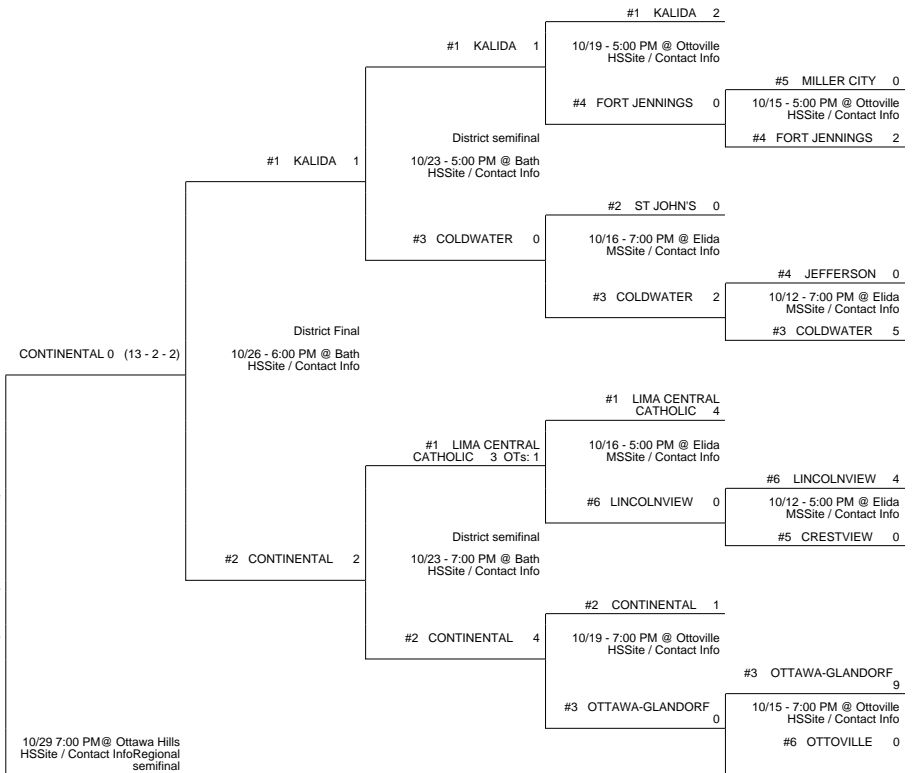 #1 KALIDA 2
#1 KALIDA 1
10/19 - 5:00 PM @ Ottoville
HSSite / Contact Info
#5 MILLER CITY 0
#4 FORT JENNINGS 0
10/15 - 5:00 PM @ Ottoville
HSSite / Contact Info
#4 FORT JENNINGS 2
District semifinal
10/23 - 5:00 PM @ Bath
HSSite / Contact Info
#1 KALIDA 1
#2 ST JOHN'S 0
#3 COLDWATER 0
10/16 - 7:00 PM @ Elida
MSSite / Contact Info
#4 JEFFERSON 0
#3 COLDWATER 2
10/12 - 7:00 PM @ Elida
MSSite / Contact Info
#3 COLDWATER 5
District Final
10/26 - 6:00 PM @ Bath
HSSite / Contact Info
CONTINENTAL 0 (13 - 2 - 2)
#1 LIMA CENTRAL
CATHOLIC 4
#1 LIMA CENTRAL
CATHOLIC 3 OTs: 1
10/16 - 5:00 PM @ Elida
MSSite / Contact Info
#6 LINCOLNVIEW 4
#6 LINCOLNVIEW 0
10/12 - 5:00 PM @ Elida
MSSite / Contact Info
#5 CRESTVIEW 0
District semifinal
10/23 - 7:00 PM @ Bath
HSSite / Contact Info
#2 CONTINENTAL 2
#2 CONTINENTAL 1
#2 CONTINENTAL 4
10/19 - 7:00 PM @ Ottoville
HSSite / Contact Info
#3 OTTAWA-GLANDORF
9
#3 OTTAWA-GLANDORF
0
10/15 - 7:00 PM @ Ottoville
HSSite / Contact Info
#6 OTTOVILLE 0
10/29 7:00 PM@ Ottawa Hills
HSSite / Contact InfoRegional
semifinal